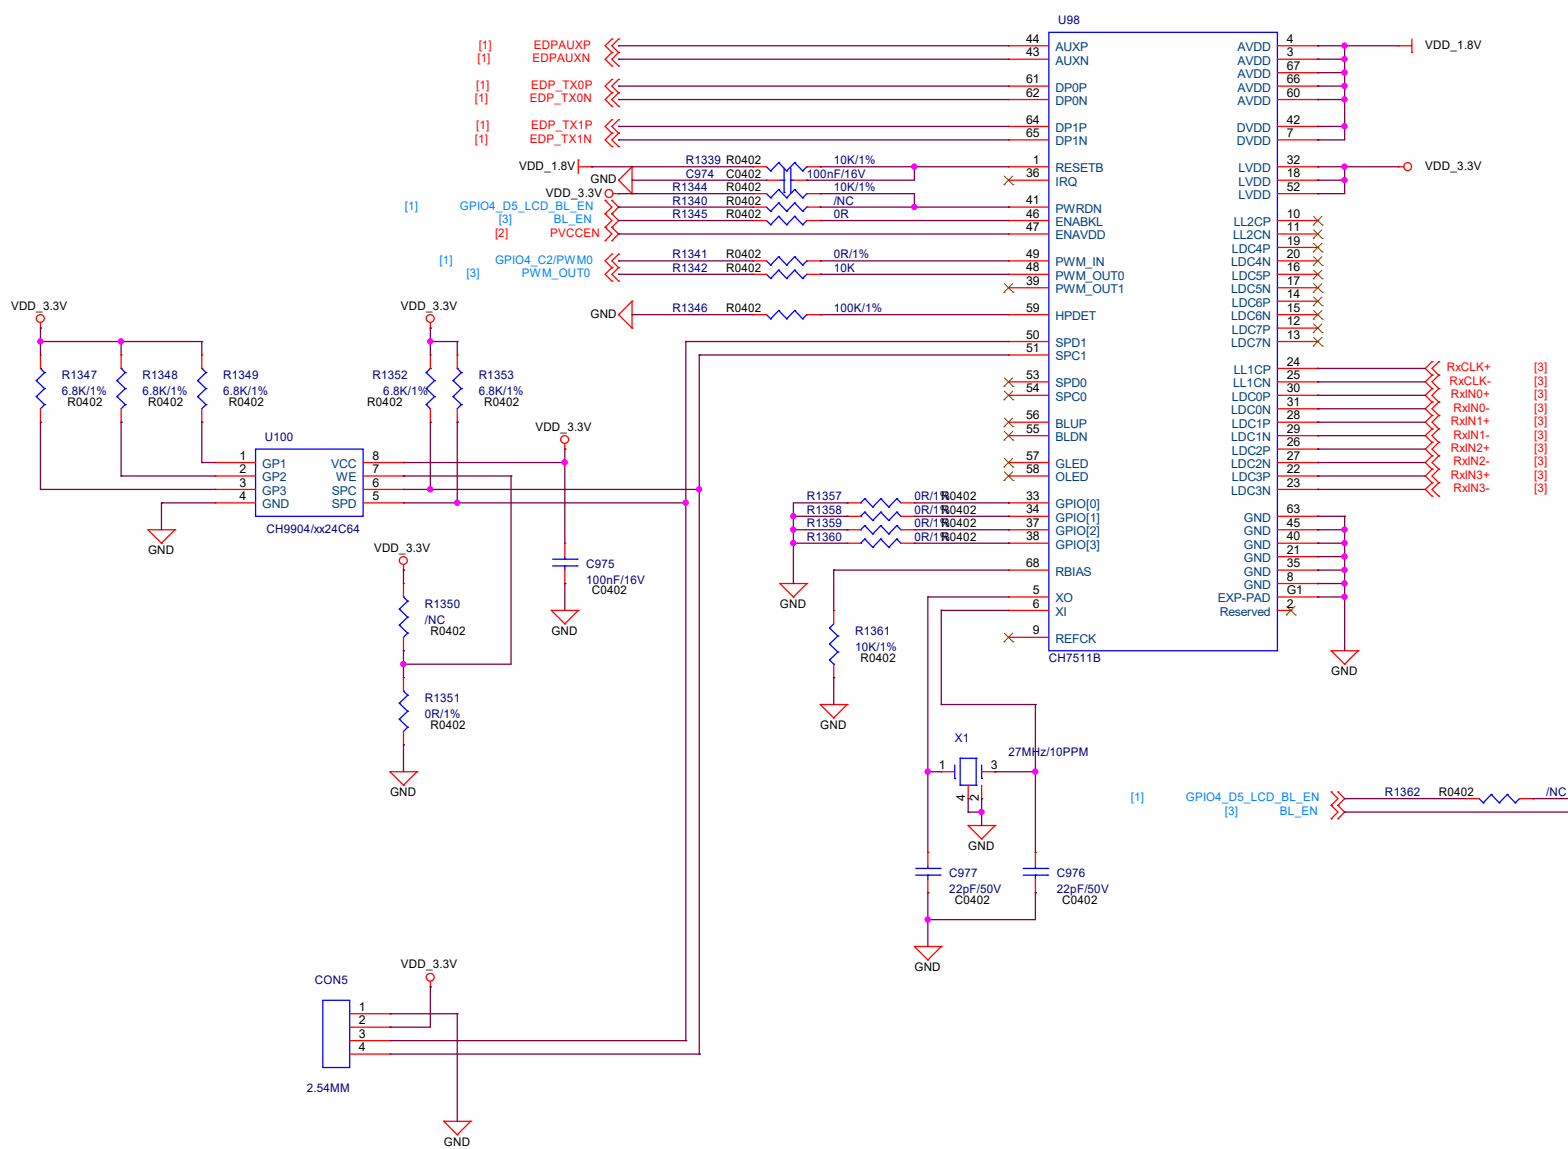 U98
[1] EDPAUXP 44 AUXP
[1] EDPAUXN 43 AUXN
[1] EDP_TX0P 61 DP0P
[1] EDP_TX0N 62 DP0N
[1] EDP_TX1P 64 DP1P
[1] EDP_TX1N 65 DP1N
VDD_1.8V R1339 R0402 10K/1% 1 RESETB
GND C974 C0402 100nF/16V 36 IRQ
VDD_3.3V R1344 R0402 10K/1%
[1] GPIO4_D5_LCD_BL_EN R1340 R0402 /NC 41 PWRDN
[3] BL_EN R1345 R0402 0R 46 ENABKL
[2] PVCCEN 47 ENAVDD
[1] GPIO4_C2/PWM0 R1341 R0402 0R/1% 49 PWM_IN
[3] PWM_OUT0 R1342 R0402 10K 48 PWM_OUT0
39 PWM_OUT1
GND R1346 R0402 100K/1% 59 HPDET
50 SPD1
51 SPC1
53 SPD0
54 SPC0
56 BLUP
55 BLDN
57 GLED
58 OLED
R1357 0R/1% R0402 33 GPIO[0]
R1358 0R/1% R0402 34 GPIO[1]
R1359 0R/1% R0402 37 GPIO[2]
R1360 0R/1% R0402 38 GPIO[3]
GND
68 RBIAS
5 XO
6 XI
9 REFCK
CH7511B
AVDD 4 VDD_1.8V
AVDD 3
AVDD 67
AVDD 66
AVDD 60
DVDD 42
DVDD 7
LVDD 32 VDD_3.3V
LVDD 18
LVDD 52
LL2CP 10
LL2CN 11
LDC4P 19
LDC4N 20
LDC5P 16
LDC5N 17
LDC6P 14
LDC6N 15
LDC7P 12
LDC7N 13
LL1CP 24 RxCLK+ [3]
LL1CN 25 RxCLK- [3]
LDC0P 30 RxIN0+ [3]
LDC0N 31 RxIN0- [3]
LDC1P 28 RxIN1+ [3]
LDC1N 29 RxIN1- [3]
LDC2P 26 RxIN2+ [3]
LDC2N 27 RxIN2- [3]
LDC3P 22 RxIN3+ [3]
LDC3N 23 RxIN3- [3]
GND 63
GND 45
GND 40
GND 21
GND 35
GND 8
EXP-PAD G1
Reserved 2
GND
R1361
10K/1%
R0402
GND
X1
27MHz/10PPM
1 3
4 2
GND
C977
22pF/50V
C0402
C976
22pF/50V
C0402
GND
[1] GPIO4_D5_LCD_BL_EN R1362 R0402 /NC
[3] BL_EN
VDD_3.3V
R1347
6.8K/1%
R0402
R1348
6.8K/1%
R0402
R1349
6.8K/1%
R0402
VDD_3.3V
R1352
6.8K/1%
R0402
R1353
6.8K/1%
R0402
U100
1 GP1 VCC 8
2 GP2 WE 7
3 GP3 SPC 6
4 GND SPD 5
CH9904/xx24C64
GND
VDD_3.3V
C975
100nF/16V
C0402
GND
VDD_3.3V
R1350
/NC
R0402
R1351
0R/1%
R0402
GND
CON5
VDD_3.3V
1
2
3
4
2.54MM
GND